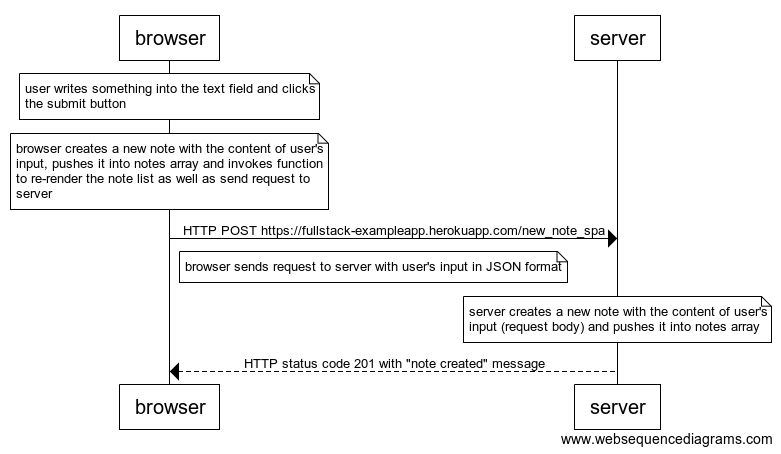 browser
server
user writes something into the text field and clicks
the submit button
browser creates a new note with the content of user's
input, pushes it into notes array and invokes function
to re-render the note list as well as send request to
server
HTTP POST https://fullstack-exampleapp.herokuapp.com/new_note_spa
browser sends request to server with user's input in JSON format
server creates a new note with the content of user's
input (request body) and pushes it into notes array
HTTP status code 201 with "note created" message
browser
server
www.websequencediagrams.com